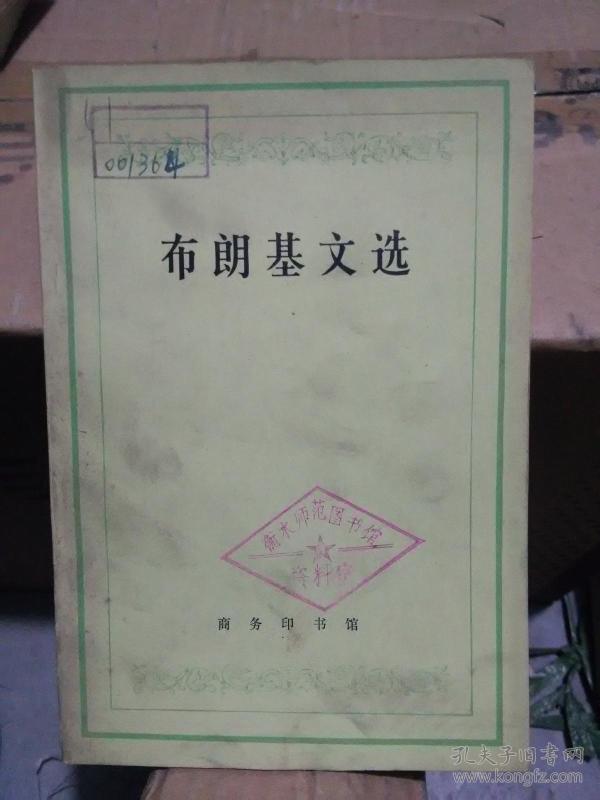 001364
布朗基文选
衡水师范图书馆
资料室
商务印书馆
孔夫子旧书网
www.kongfz.com